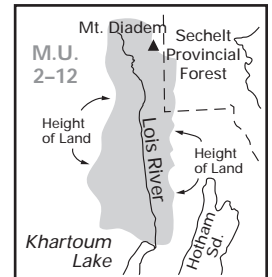 Mt. Diadem
M.U.
2–12
Sechelt
Provincial
Forest
Height
of Land
Lois River
Height
of Land
Khartoum
Lake
Hotham
Sd.